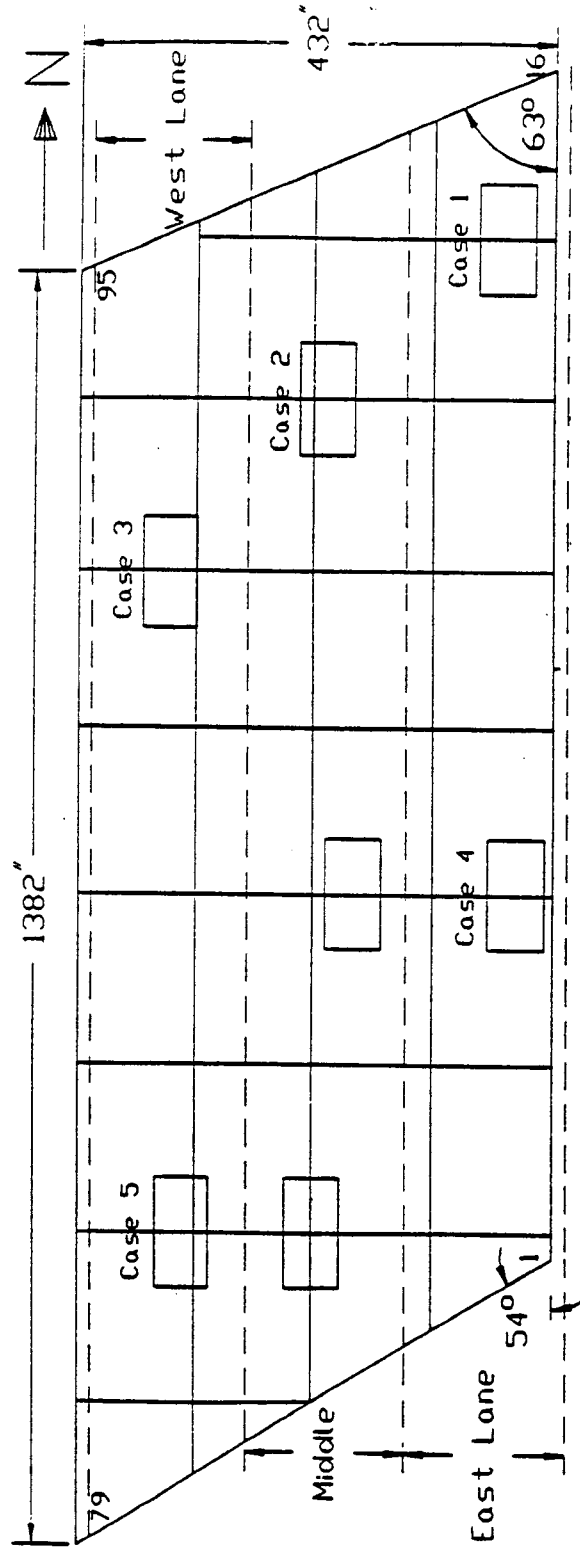 1382"
N
432"
West Lane
Middle
East Lane
79
95
1
16
54°
63°
Case 1
Case 2
Case 3
Case 4
Case 5